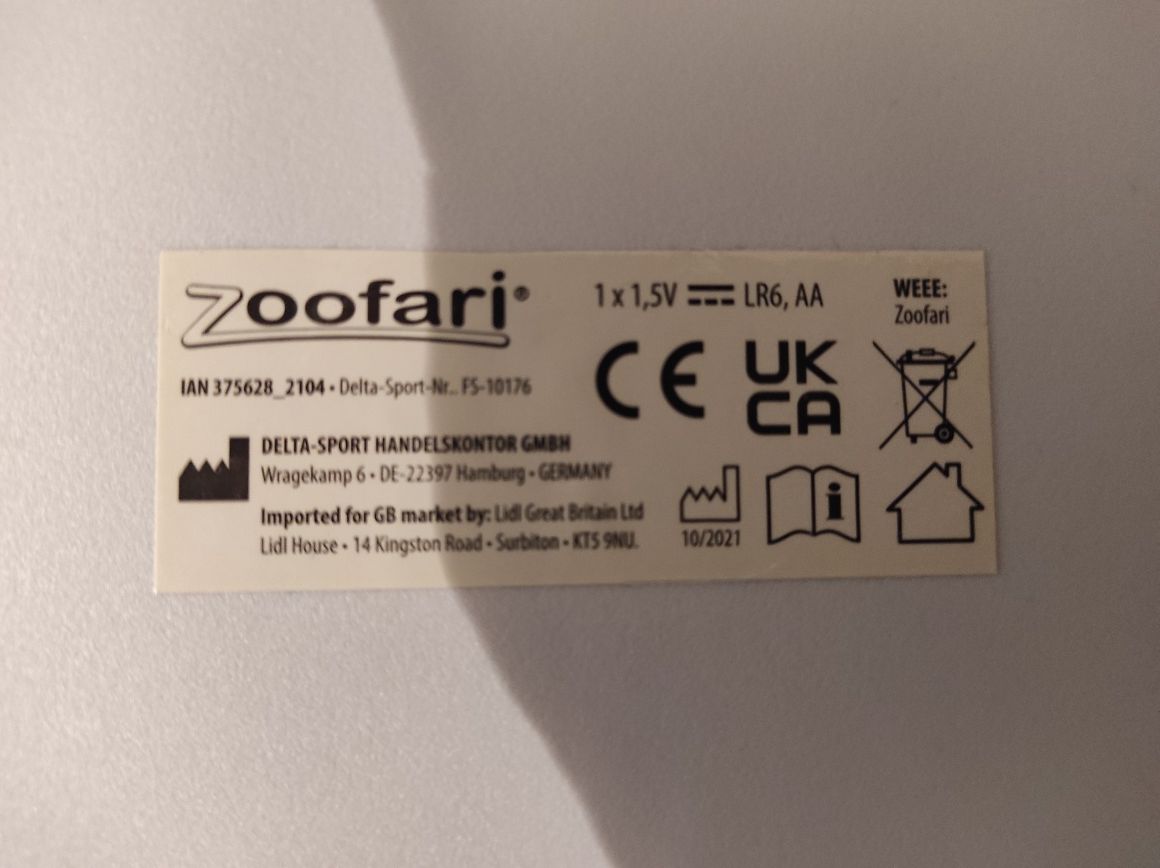 zoofari®
IAN 375628_2104 • Delta-Sport-Nr.. FS-10176
DELTA-SPORT HANDELSKONTOR GMBH
Wragekamp 6 • DE-22397 Hamburg • GERMANY
Imported for GB market by: Lidl Great Britain Ltd
Lidl House • 14 Kingston Road • Surbiton • KT5 9NU.
1 x 1,5V ⎓ LR6, AA
CE
UK
CA
10/2021
i
WEEE:
Zoofari